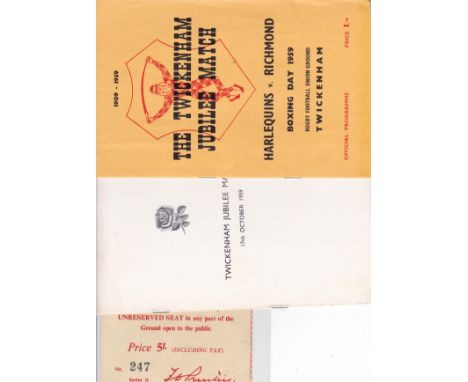 1909 - 1959
THE TWICKENHAM
JUBILEE MATCH
HARLEQUINS v. RICHMOND
BOXING DAY 1959
RUGBY FOOTBALL UNION GROUND
TWICKENHAM
OFFICIAL PROGRAMME PRICE 1/-
TWICKENHAM JUBILEE MA
17th OCTOBER 1959
UNRESERVED SEAT in any part of the
Ground open to the public
Price 5/- (INCLUDING TAX)
No. 247
Series D.